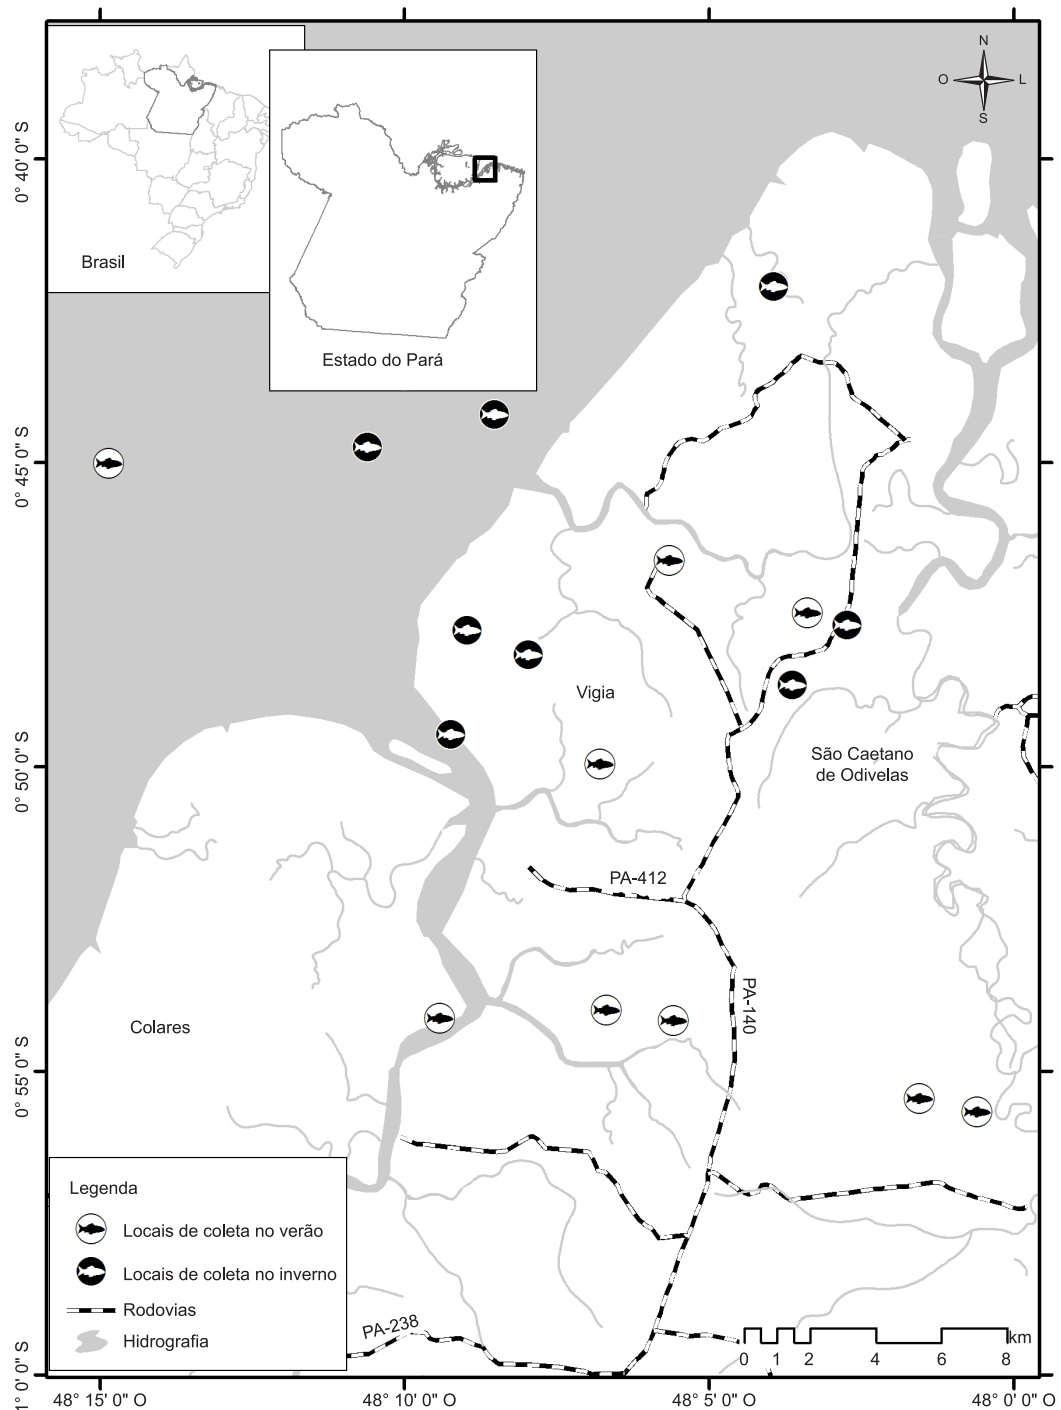 N
O
L
S
Brasil
Estado do Pará
0° 40' 0" S
0° 45' 0" S
0° 50' 0" S
0° 55' 0" S
1° 0' 0" S
Vigia
São Caetano
de Odivelas
PA-412
PA-140
Colares
PA-238
Legenda
Locais de coleta no verão
Locais de coleta no inverno
Rodovias
Hidrografia
km
0 1 2 4 6 8
48° 15' 0" O
48° 10' 0" O
48° 5' 0" O
48° 0' 0" O